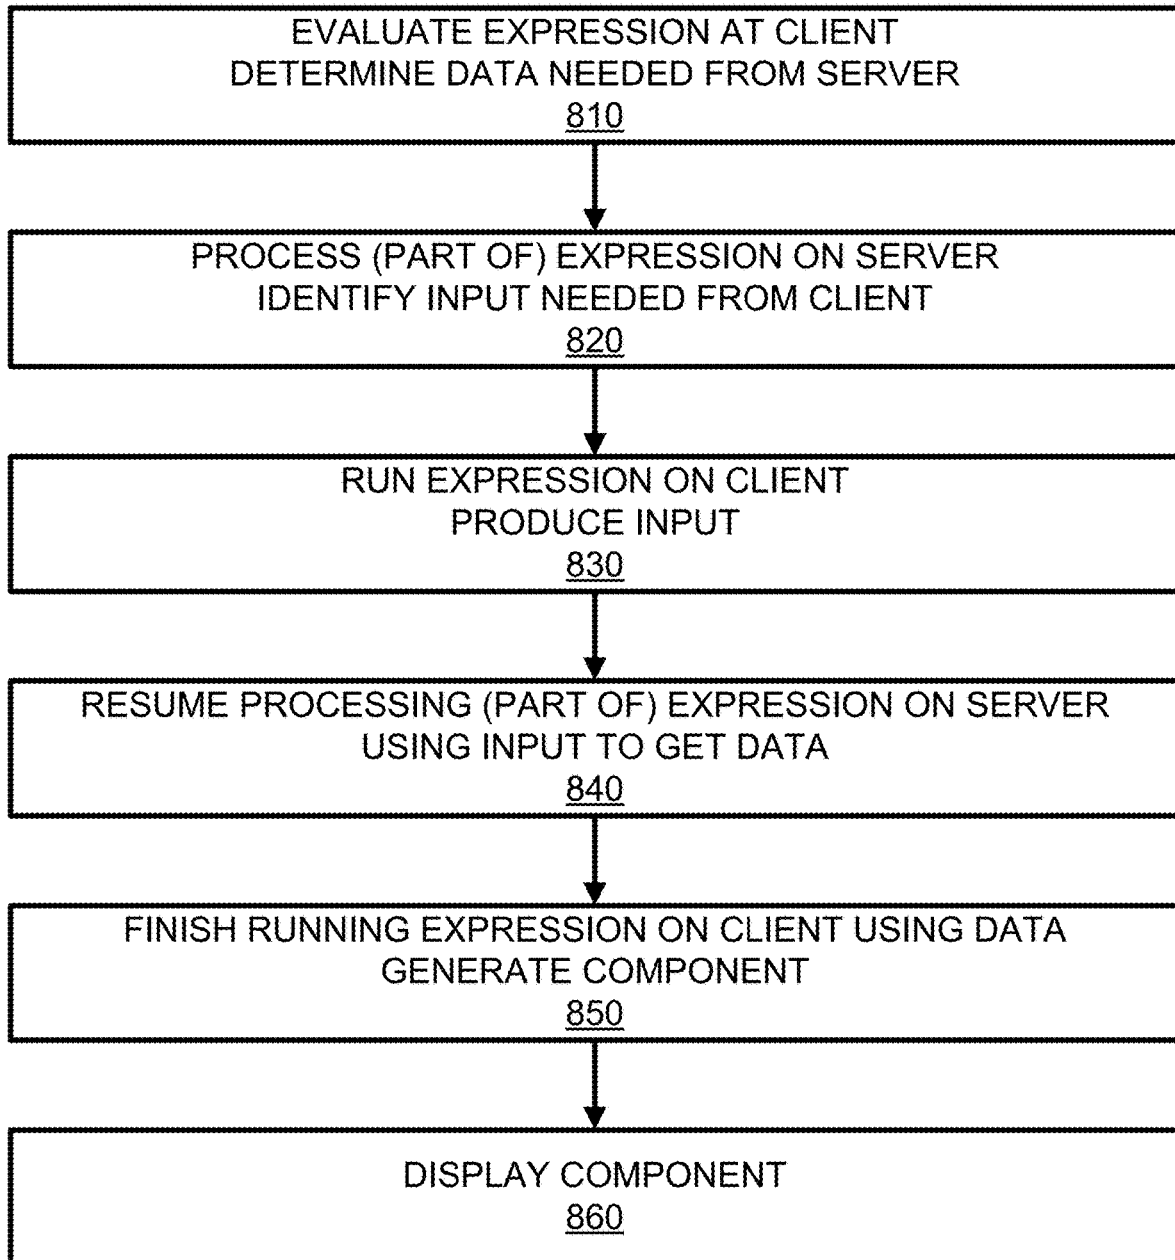 EVALUATE EXPRESSION AT CLIENT
DETERMINE DATA NEEDED FROM SERVER
810
PROCESS (PART OF) EXPRESSION ON SERVER
IDENTIFY INPUT NEEDED FROM CLIENT
820
RUN EXPRESSION ON CLIENT
PRODUCE INPUT
830
RESUME PROCESSING (PART OF) EXPRESSION ON SERVER
USING INPUT TO GET DATA
840
FINISH RUNNING EXPRESSION ON CLIENT USING DATA
GENERATE COMPONENT
850
DISPLAY COMPONENT
860